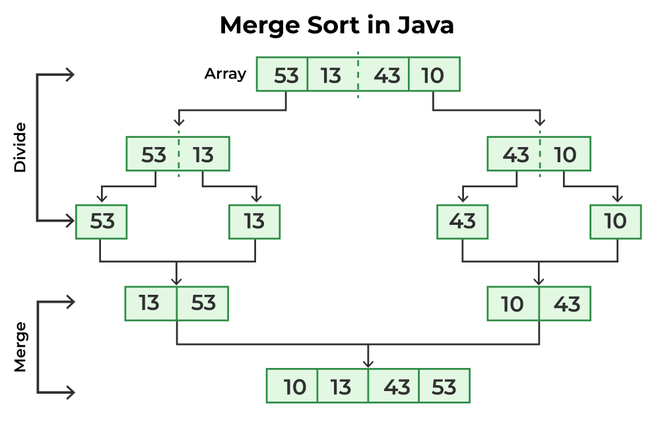 Merge Sort in Java
Array 53 13 43 10
Divide
53 13 43 10
53 13 43 10
13 53 10 43
Merge
10 13 43 53